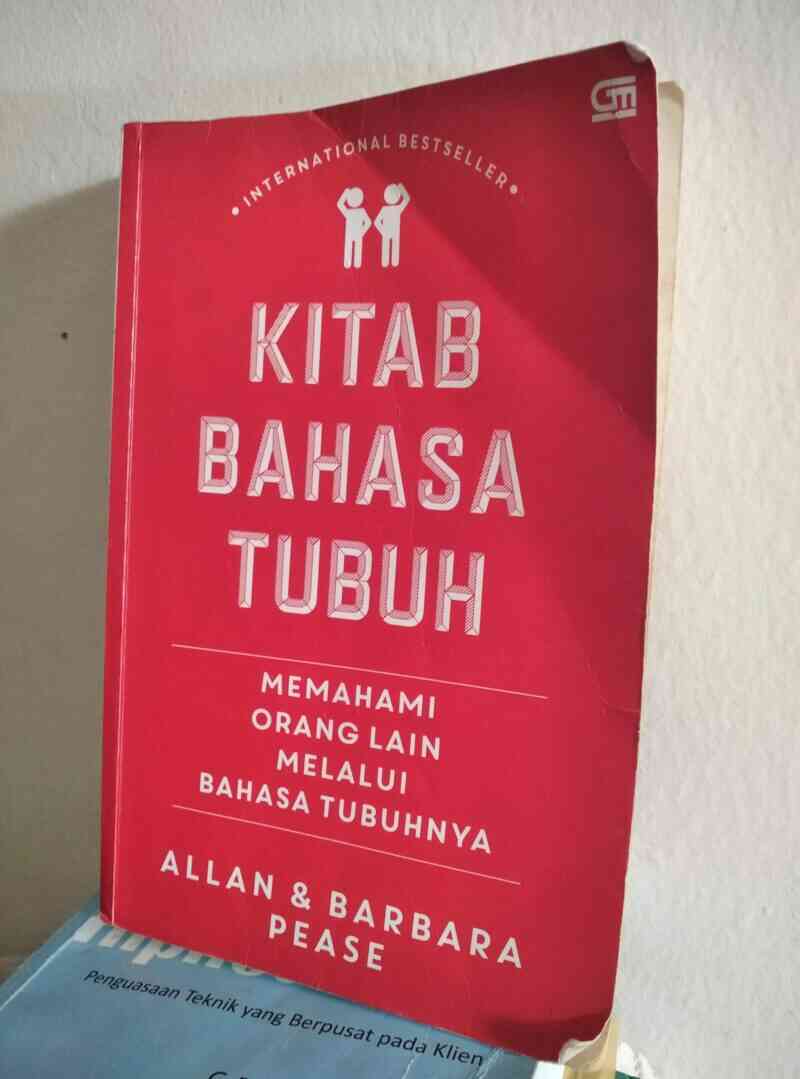 GM
INTERNATIONAL BESTSELLER
KITAB
BAHASA
TUBUH
MEMAHAMI
ORANG LAIN
MELALUI
BAHASA TUBUHNYA
ALLAN & BARBARA
PEASE
Penguasaan Teknik yang Berpusat pada Klien